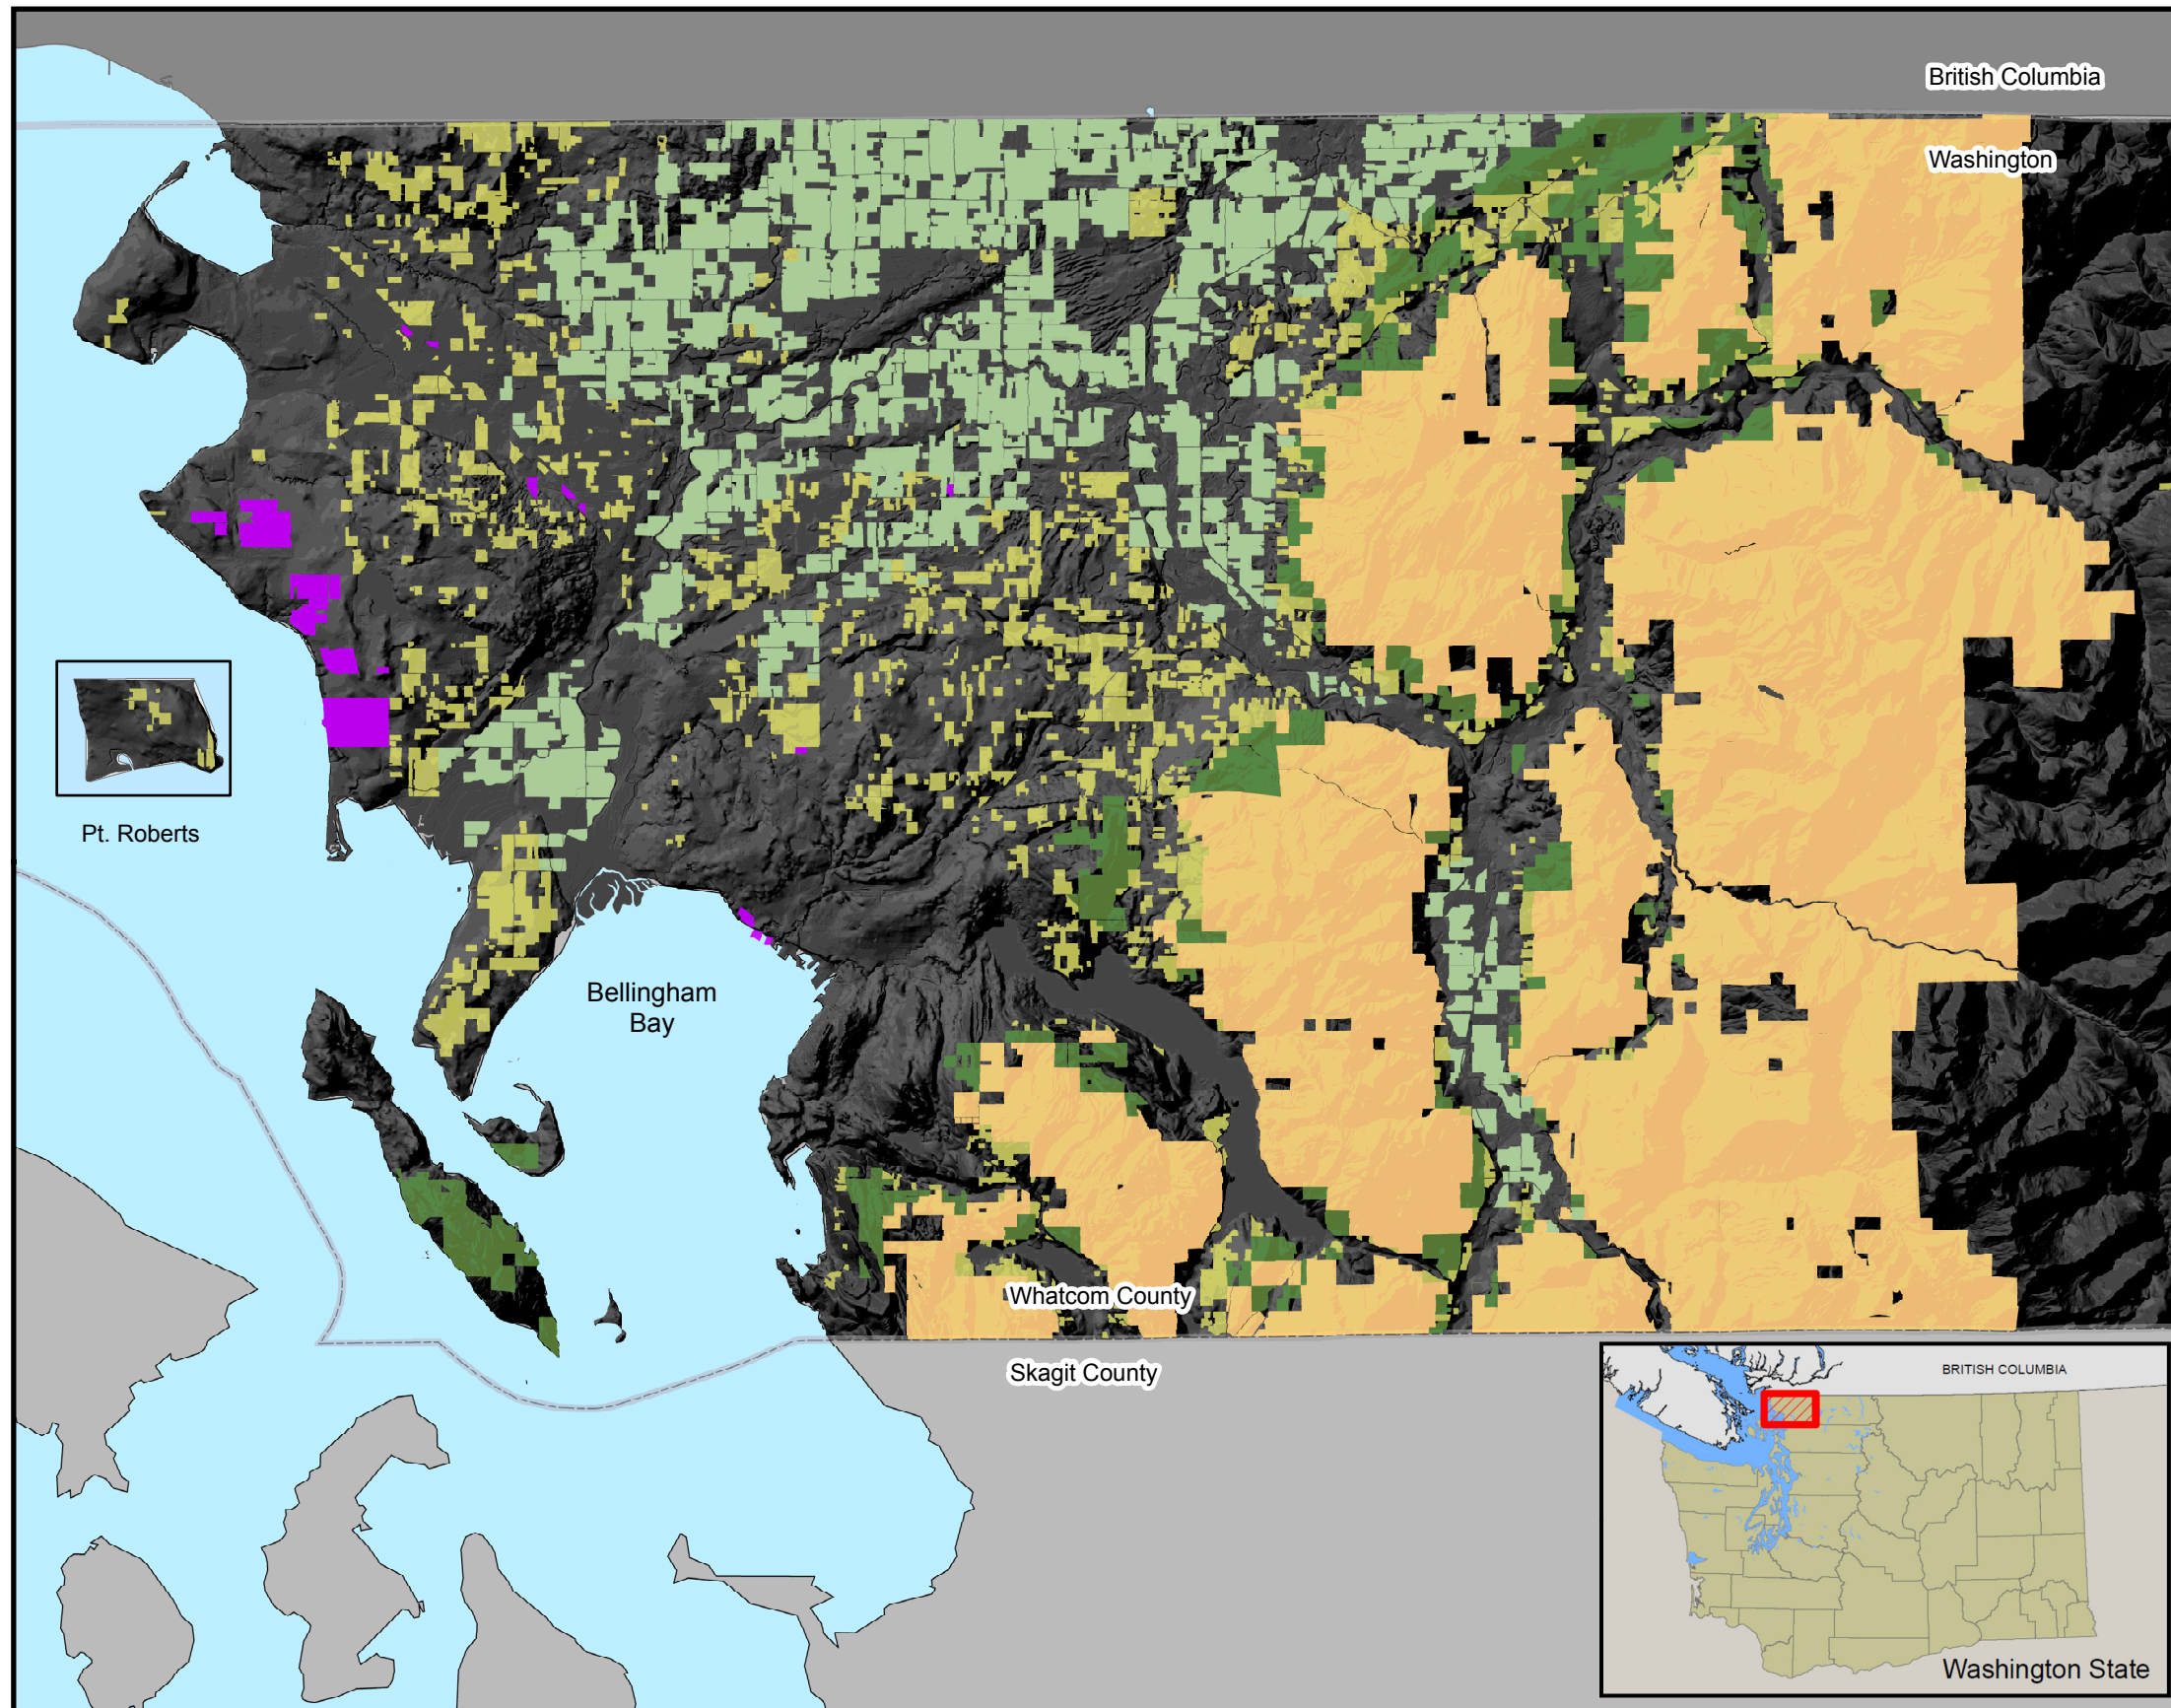 British Columbia
Washington
Pt. Roberts
Bellingham
Bay
Whatcom County
Skagit County
BRITISH COLUMBIA
Washington State